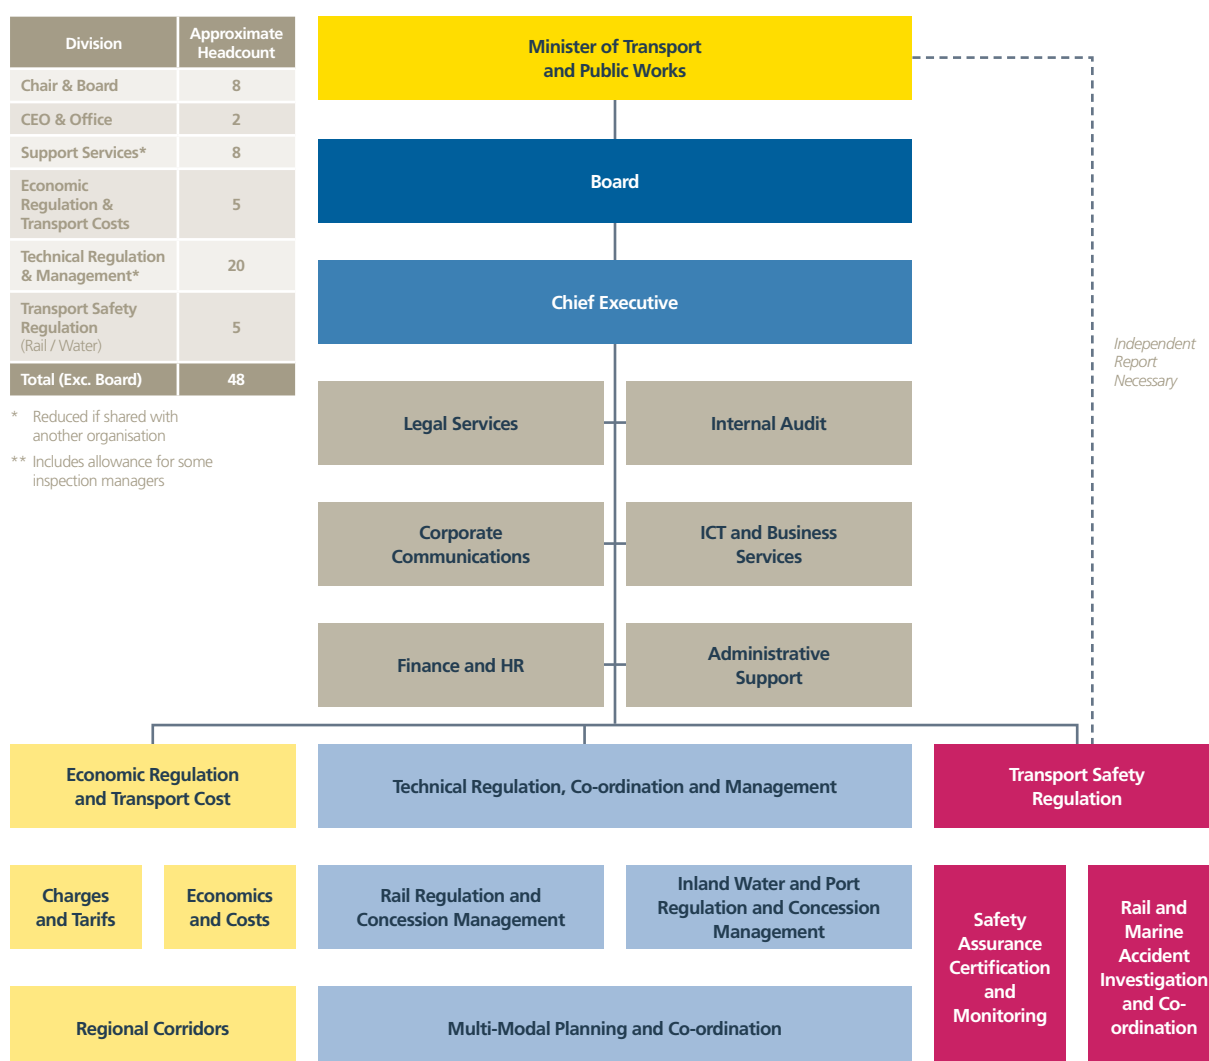 Division
Approximate
Headcount
Chair & Board
8
CEO & Office
2
Support Services*
8
Economic
Regulation &
Transport Costs
5
Technical Regulation
& Management*
20
Transport Safety
Regulation
(Rail / Water)
5
Total (Exc. Board)
48
* Reduced if shared with
another organisation
** Includes allowance for some
inspection managers
Minister of Transport
and Public Works
Board
Chief Executive
Independent
Report
Necessary
Legal Services
Internal Audit
Corporate
Communications
ICT and Business
Services
Finance and HR
Administrative
Support
Economic Regulation
and Transport Cost
Technical Regulation, Co-ordination and Management
Transport Safety
Regulation
Charges
and Tarifs
Economics
and Costs
Rail Regulation and
Concession Management
Inland Water and Port
Regulation and Concession
Management
Safety
Assurance
Certification
and
Monitoring
Rail and
Marine
Accident
Investigation
and Co-
ordination
Regional Corridors
Multi-Modal Planning and Co-ordination